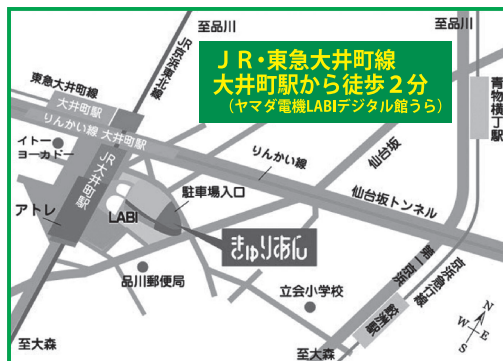 至品川
至品川
JR・東急大井町線
大井町駅から徒歩2分
(ヤマダ電機LABIデジタル館うら)
JR京浜東北線
東急大井町線
大井町駅
りんかい線 大井町駅
イトー
ヨーカドー
JR大井町駅
アトレ
LABI
駐車場入口
りんかい線
仙台坂
仙台坂トンネル
青物横丁駅
きゅりあん
品川郵便局
立会小学校
第一京浜
京浜急行線
鮫洲駅
至大森
至大森
N
W
E
S